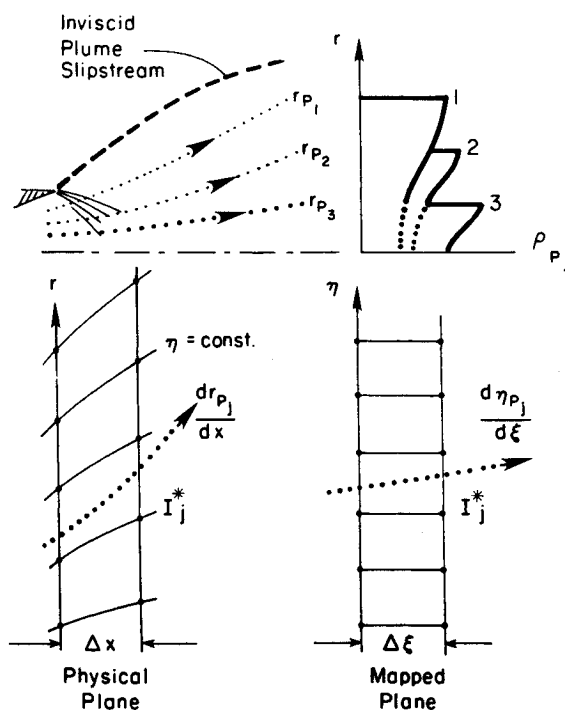 Inviscid
Plume
Slipstream
r
r_P1
r_P2
r_P3
1
2
3
ρ_P
r
η = const.
dr_Pj
dx
I*_j
Δx
Physical
Plane
η
dη_Pj
dξ
I*_j
Δξ
Mapped
Plane